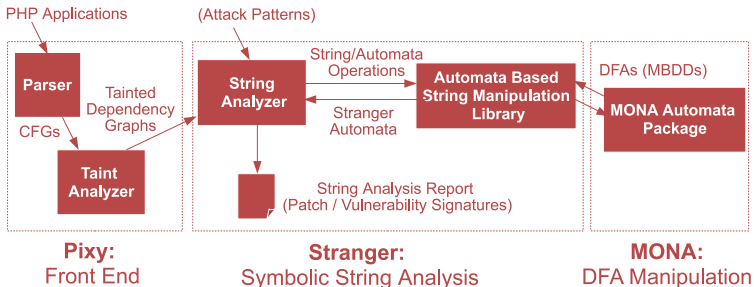 PHP Applications
Parser
CFGs
Taint
Analyzer
Tainted
Dependency
Graphs
Pixy:
Front End
(Attack Patterns)
String
Analyzer
String/Automata
Operations
Stranger
Automata
Automata Based
String Manipulation
Library
String Analysis Report
(Patch / Vulnerability Signatures)
Stranger:
Symbolic String Analysis
DFAs (MBDDs)
MONA Automata
Package
MONA:
DFA Manipulation